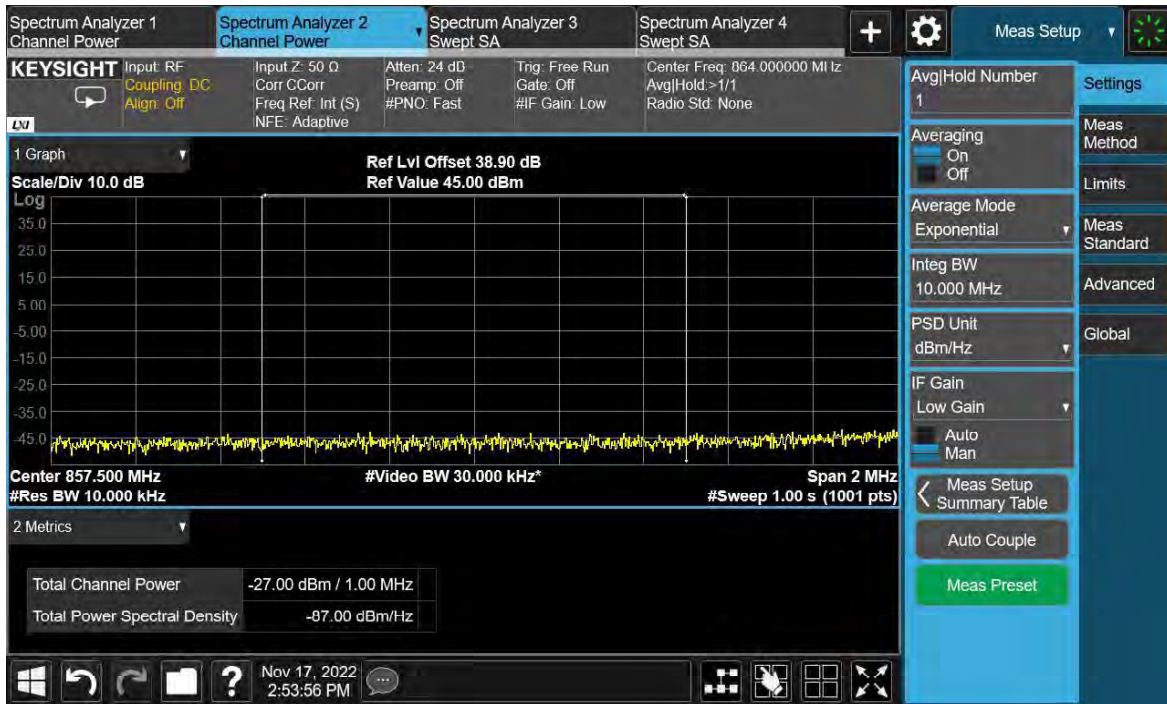 Spectrum Analyzer 1
Channel Power
Spectrum Analyzer 2
Channel Power
Spectrum Analyzer 3
Swept SA
Spectrum Analyzer 4
Swept SA
+
Meas Setup
KEYSIGHT
LXI
Input: RF
Coupling: DC
Align: Off
Input Z: 50 Ω
Corr CCorr
Freq Ref: Int (S)
NFE: Adaptive
Atten: 24 dB
Preamp: Off
#PNO: Fast
Trig: Free Run
Gate: Off
#IF Gain: Low
Center Freq: 864.000000 MHz
Avg|Hold:>1/1
Radio Std: None
1 Graph
Scale/Div 10.0 dB
Ref Lvl Offset 38.90 dB
Ref Value 45.00 dBm
Log
35.0
25.0
15.0
5.00
-5.00
-15.0
-25.0
-35.0
-45.0
Center 857.500 MHz
#Video BW 30.000 kHz*
Span 2 MHz
#Res BW 10.000 kHz
#Sweep 1.00 s (1001 pts)
2 Metrics
Total Channel Power -27.00 dBm / 1.00 MHz
Total Power Spectral Density -87.00 dBm/Hz
?
Nov 17, 2022
2:53:56 PM
Avg|Hold Number
1
Averaging
On
Off
Average Mode
Exponential
Integ BW
10.000 MHz
PSD Unit
dBm/Hz
IF Gain
Low Gain
Auto
Man
Meas Setup
Summary Table
Auto Couple
Meas Preset
Settings
Meas
Method
Limits
Meas
Standard
Advanced
Global